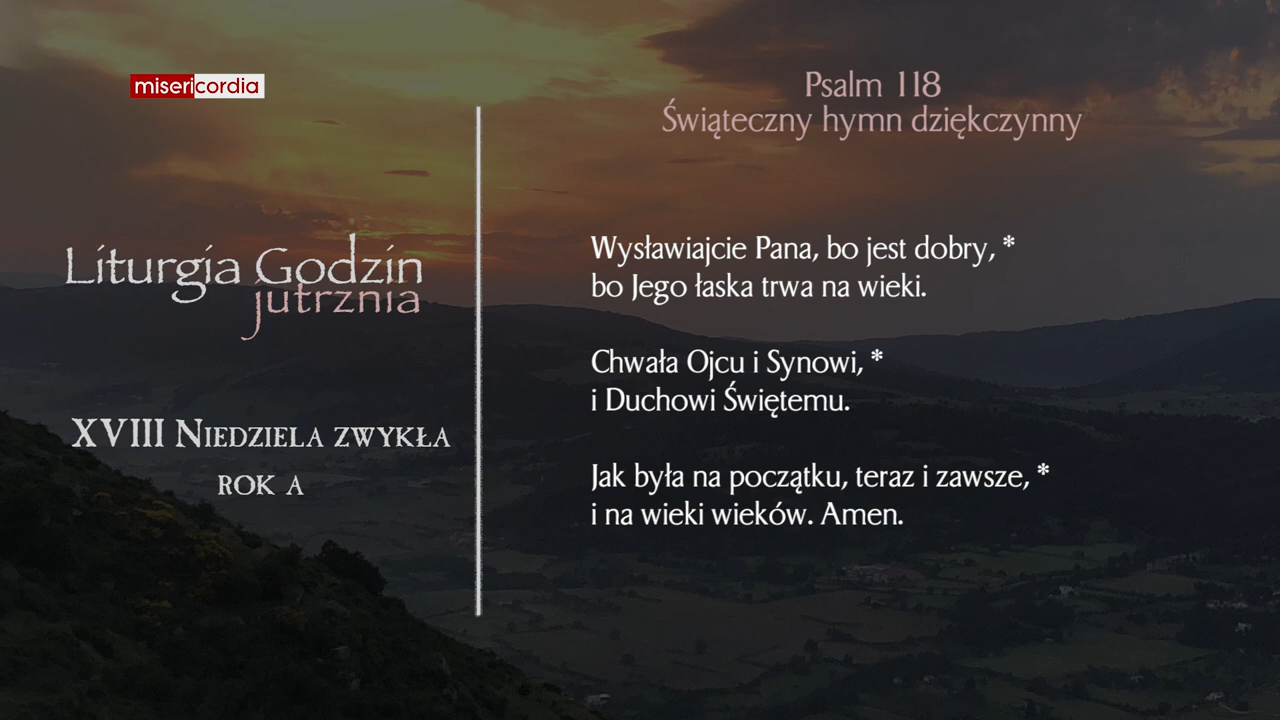 misericordia
Liturgia Godzin
jutrznia
XVIII Niedziela zwykła
rok A
Psalm 118
Świąteczny hymn dziękczynny
Wysławiajcie Pana, bo jest dobry, *
bo Jego łaska trwa na wieki.
Chwała Ojcu i Synowi, *
i Duchowi Świętemu.
Jak była na początku, teraz i zawsze, *
i na wieki wieków. Amen.